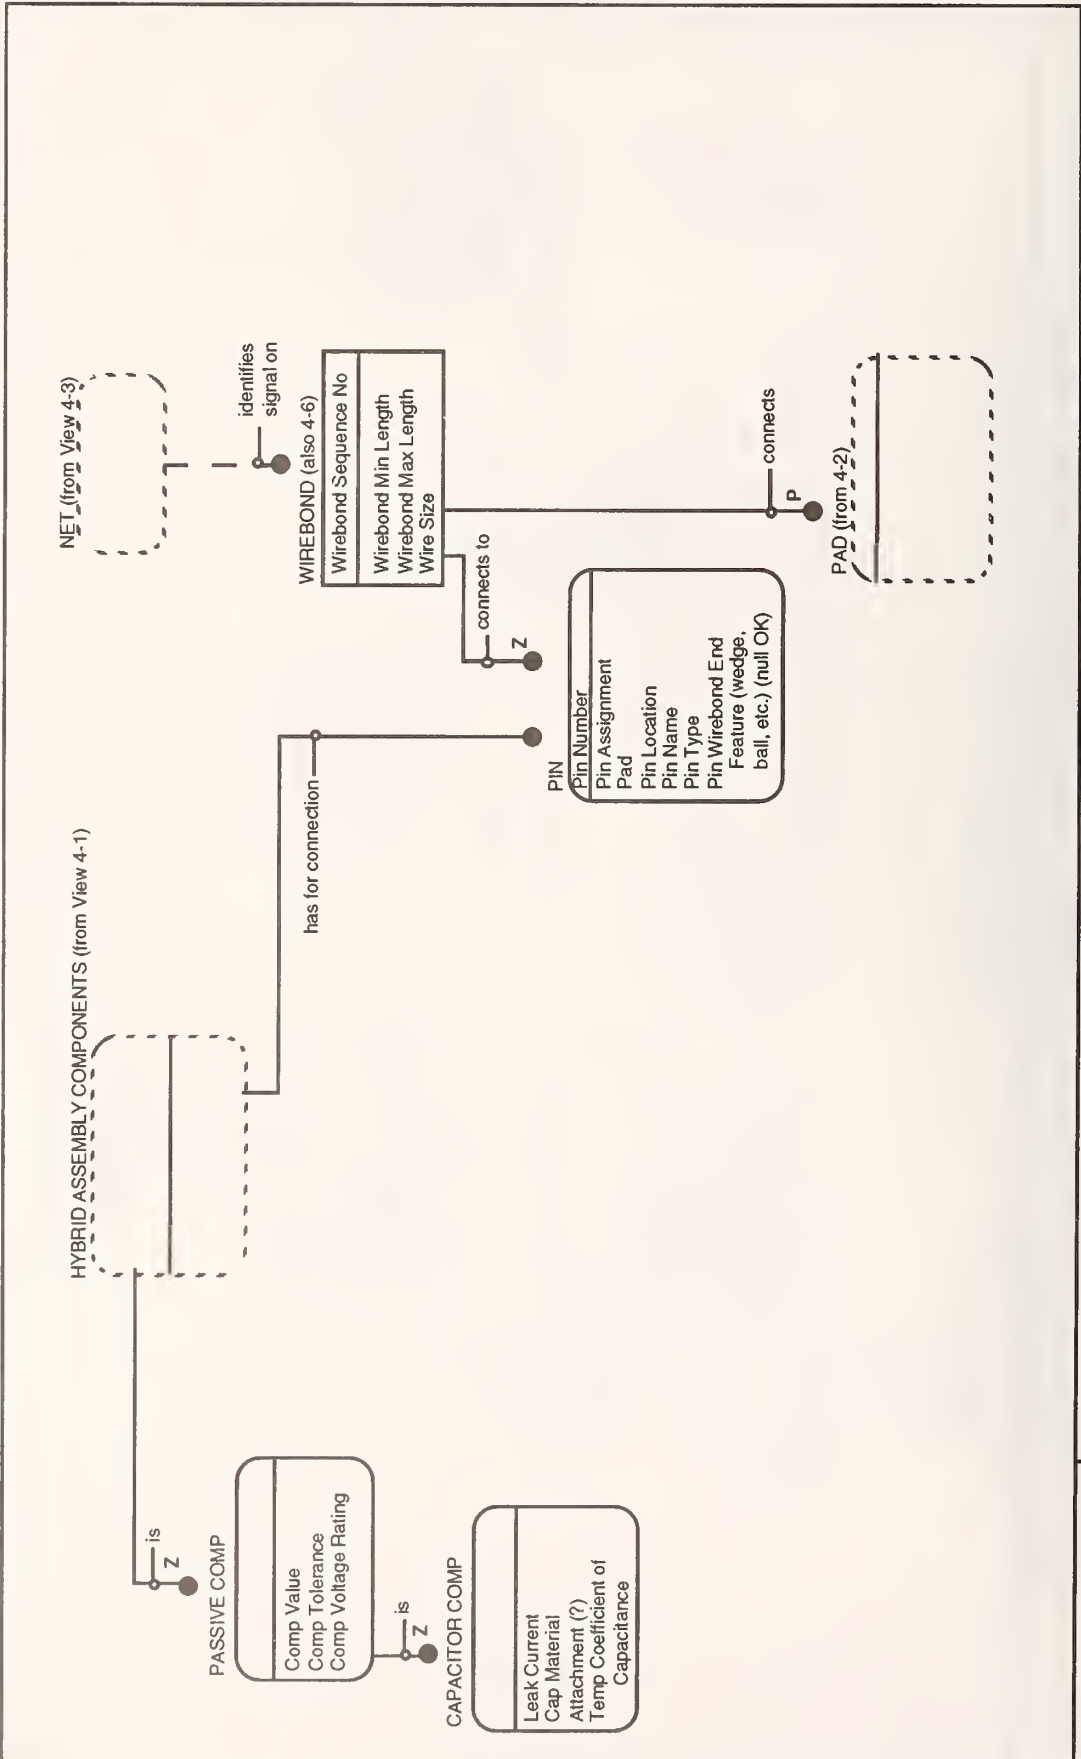 HYBRID ASSEMBLY COMPONENTS (from View 4-1)
NET (from View 4-3)
is
Z
PASSIVE COMP
Comp Value
Comp Tolerance
Comp Voltage Rating
is
Z
CAPACITOR COMP
Leak Current
Cap Material
Attachment (?)
Temp Coefficient of
Capacitance
has for connection
PIN
Pin Number
Pin Assignment
Pad
Pin Location
Pin Name
Pin Type
Pin Wirebond End
Feature (wedge,
ball, etc.) (null OK)
identifies
signal on
WIREBOND (also 4-6)
Wirebond Sequence No
Wirebond Min Length
Wirebond Max Length
Wire Size
connects to
Z
connects
P
PAD (from 4-2)